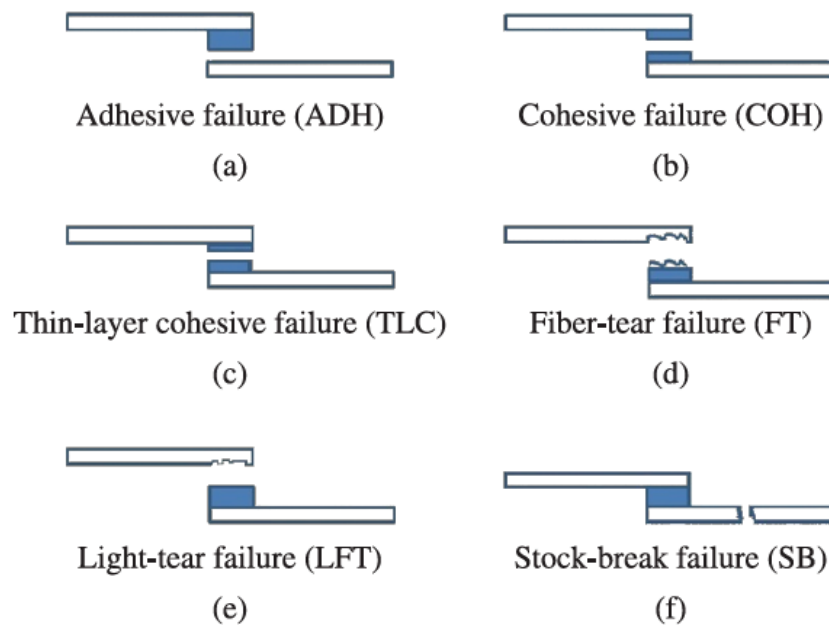 Adhesive failure (ADH)
Cohesive failure (COH)
(a)
(b)
Thin-layer cohesive failure (TLC)
Fiber-tear failure (FT)
(c)
(d)
Light-tear failure (LFT)
Stock-break failure (SB)
(e)
(f)